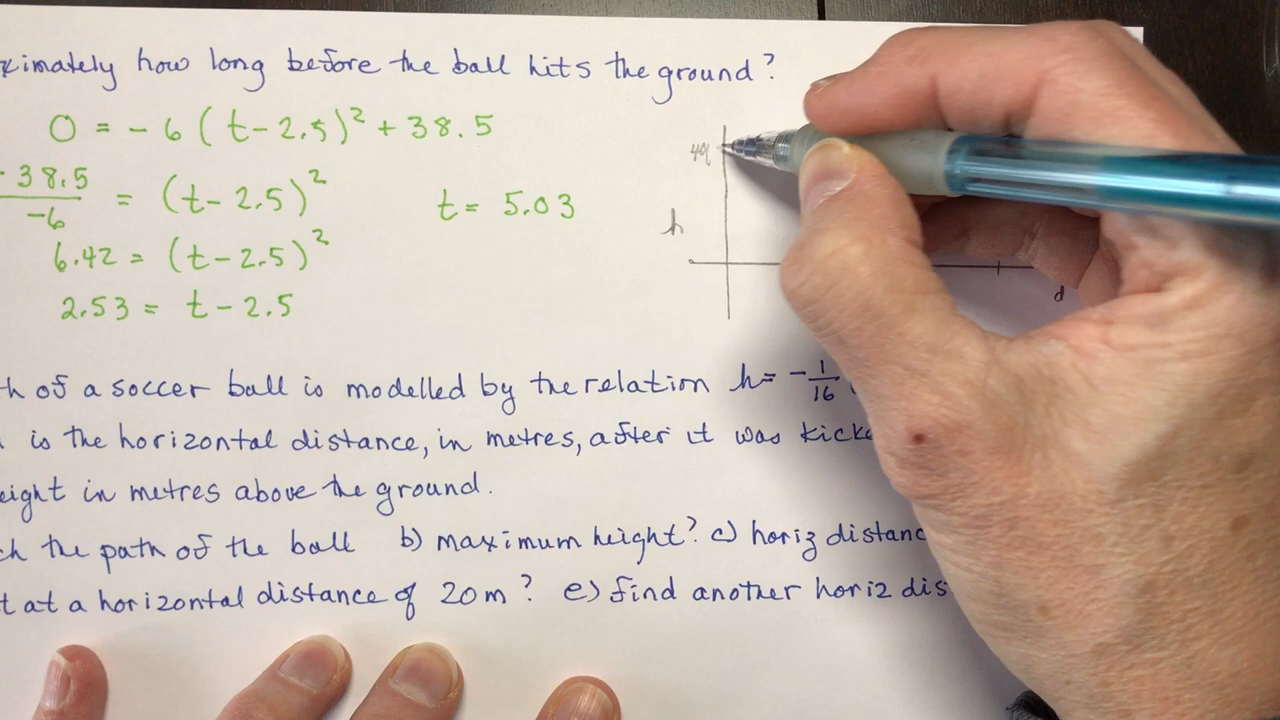 ximately how long before the ball hits the ground?
0 = - 6 (t - 2.5)² + 38.5
- 38.5 / -6 = (t - 2.5)²
t = 5.03
6.42 = (t - 2.5)²
2.53 = t - 2.5
h
d
th of a soccer ball is modelled by the relation h = - 1/16
is the horizontal distance, in metres, after it was kicke
eight in metres above the ground.
ch the path of the ball b) maximum height? c) horiz distanc
t at a horizontal distance of 20m? e) find another horiz dis